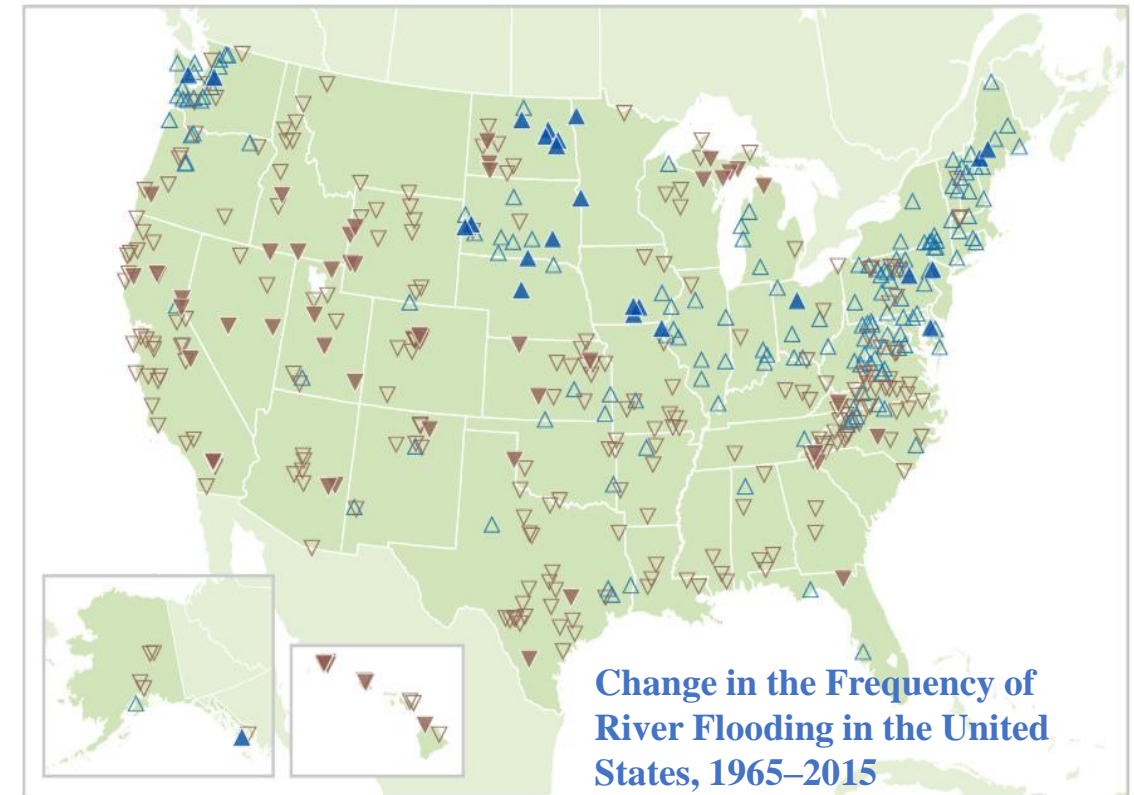 Change in the Frequency of
River Flooding in the United
States, 1965–2015